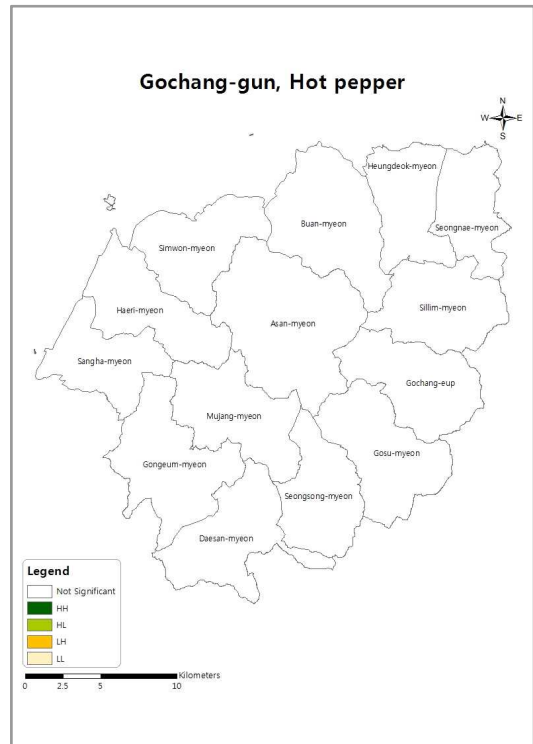 Gochang-gun, Hot pepper
N
W E
S
Heungdeok-myeon
Buan-myeon
Seongnae-myeon
Simwon-myeon
Haeri-myeon
Sillim-myeon
Asan-myeon
Sangha-myeon
Gochang-eup
Mujang-myeon
Gosu-myeon
Gongeum-myeon
Seongsong-myeon
Daesan-myeon
Legend
Not Significant
HH
HL
LH
LL
Kilometers
0 2.5 5 10